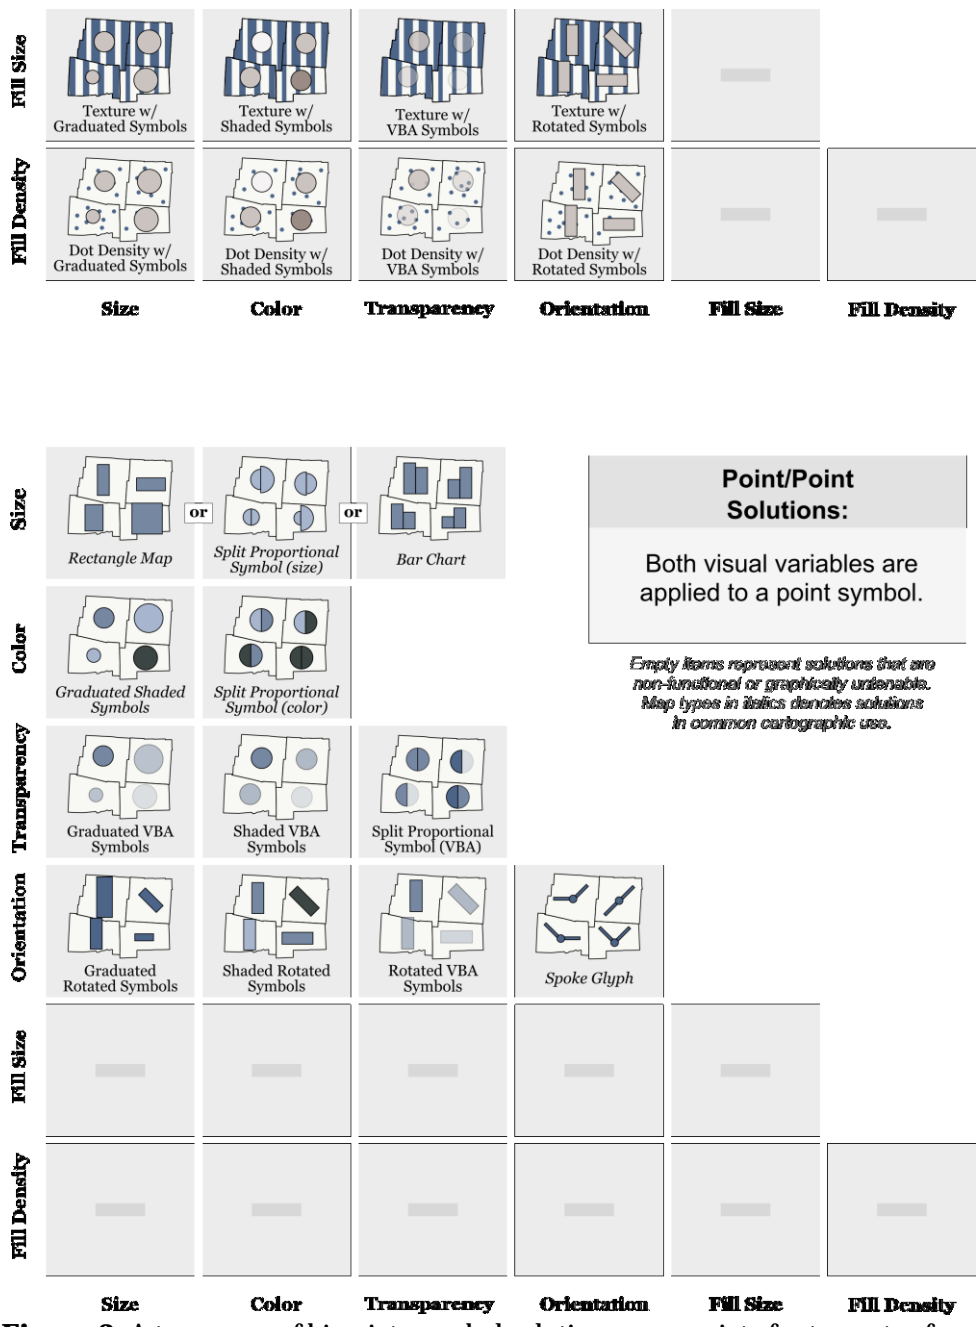 Fill Size
Texture w/
Graduated Symbols
Texture w/
Shaded Symbols
Texture w/
VBA Symbols
Texture w/
Rotated Symbols
Fill Density
Dot Density w/
Graduated Symbols
Dot Density w/
Shaded Symbols
Dot Density w/
VBA Symbols
Dot Density w/
Rotated Symbols
Size
Color
Transparency
Orientation
Fill Size
Fill Density
Point/Point
Solutions:
Both visual variables are
applied to a point symbol.
Empty items represent solutions that are
non-functional or graphically untenable.
Map types in italics denotes solutions
in common cartographic use.
Size
Rectangle Map
or
Split Proportional
Symbol (size)
or
Bar Chart
Color
Graduated Shaded
Symbols
Split Proportional
Symbol (color)
Transparency
Graduated VBA
Symbols
Shaded VBA
Symbols
Split Proportional
Symbol (VBA)
Orientation
Graduated
Rotated Symbols
Shaded Rotated
Symbols
Rotated VBA
Symbols
Spoke Glyph
Fill Size
Fill Density
Size
Color
Transparency
Orientation
Fill Size
Fill Density